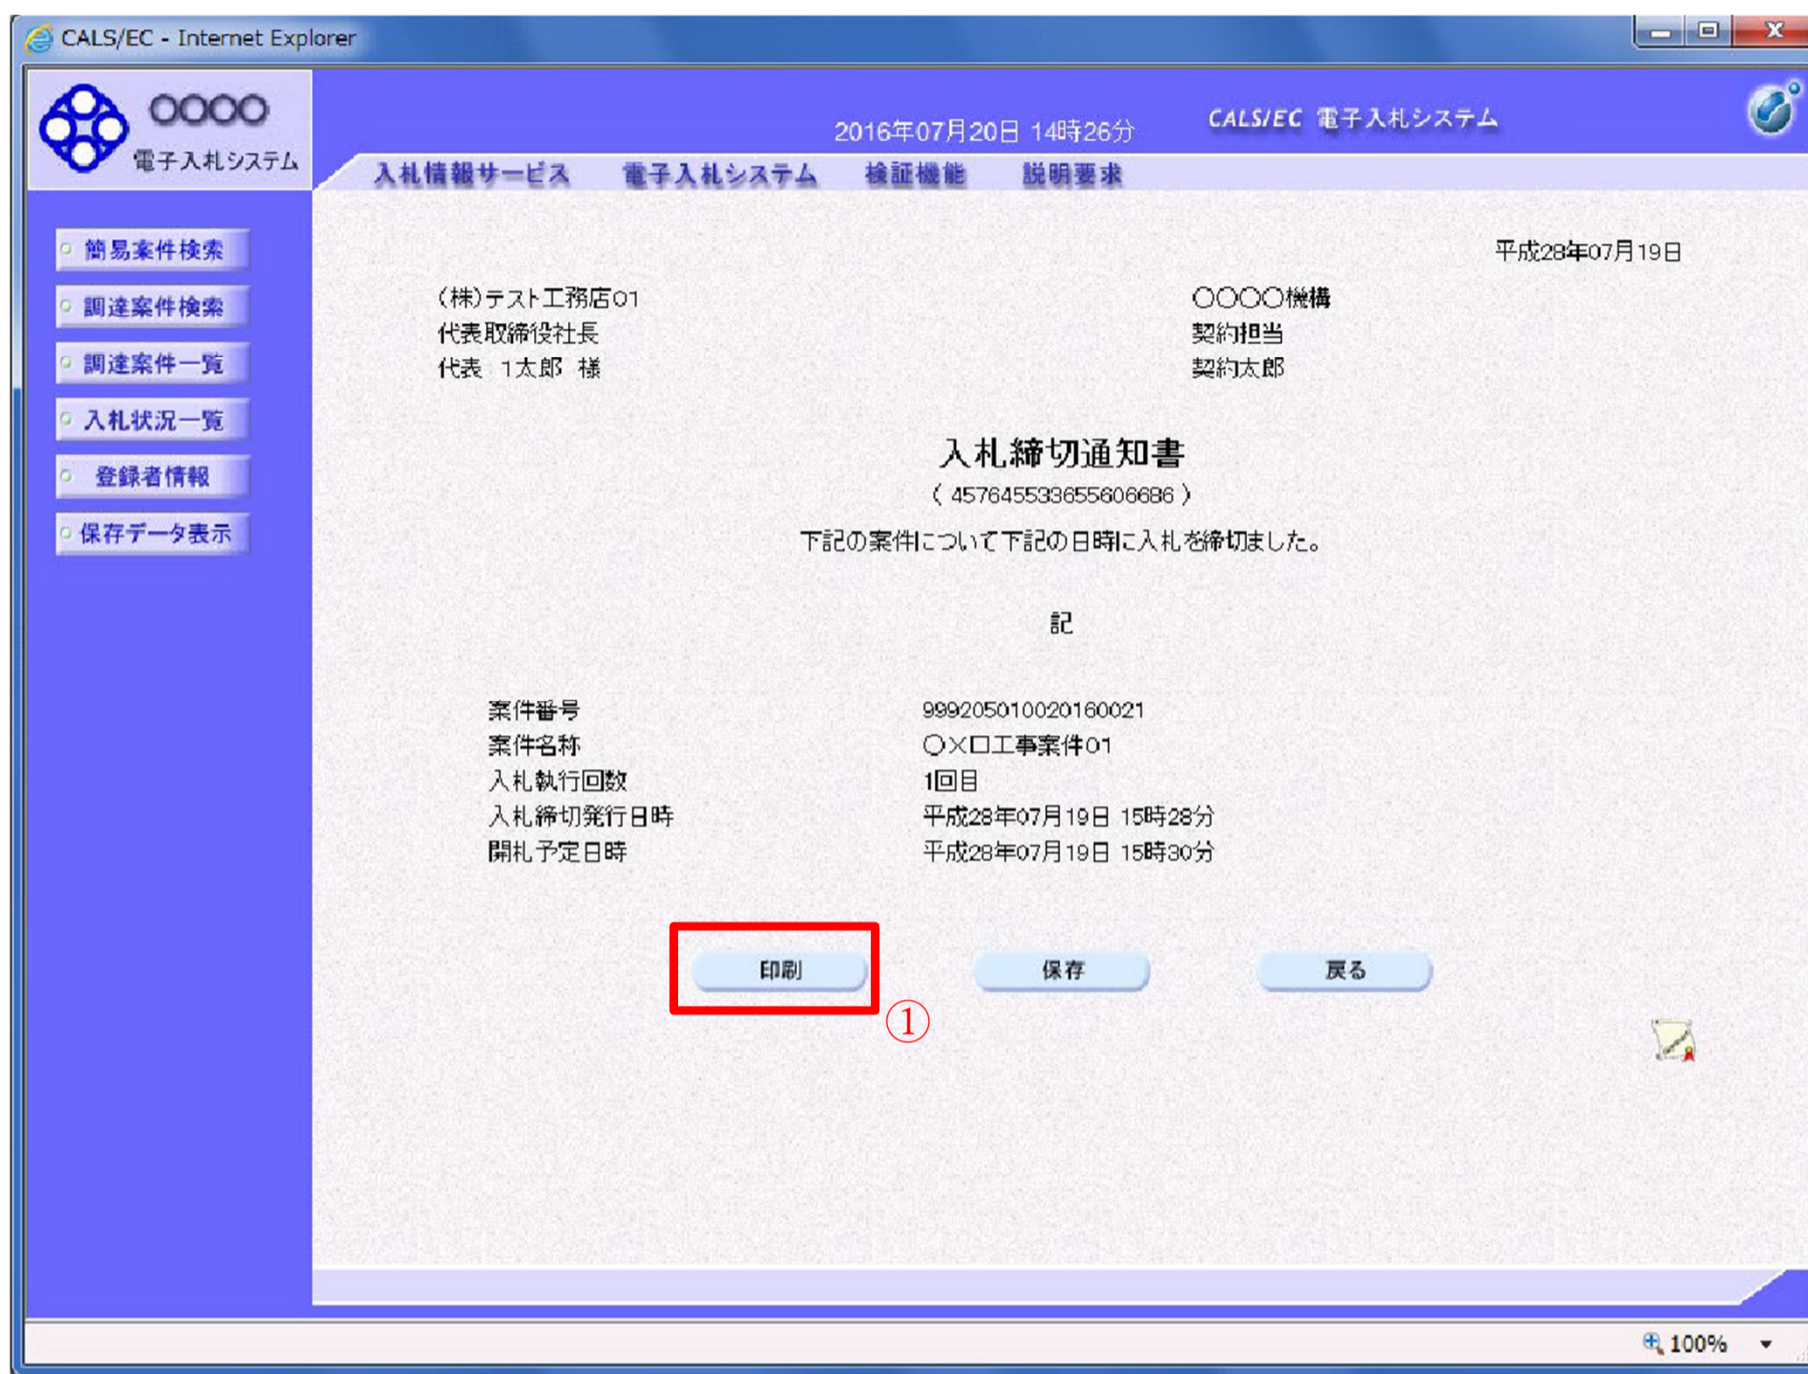 CALS/EC - Internet Explorer
〇〇〇〇
電子入札システム
2016年07月20日 14時26分
CALS/EC 電子入札システム
入札情報サービス 電子入札システム 検証機能 説明要求
簡易案件検索
調達案件検索
調達案件一覧
入札状況一覧
登録者情報
保存データ表示
平成28年07月19日
(株)テスト工務店01
代表取締役社長
代表 1太郎 様
〇〇〇〇機構
契約担当
契約太郎
入札締切通知書
( 457645533655606686 )
下記の案件について下記の日時に入札を締切ました。
記
案件番号 999205010020160021
案件名称 〇×口工事案件01
入札執行回数 1回目
入札締切発行日時 平成28年07月19日 15時28分
開札予定日時 平成28年07月19日 15時30分
印刷 保存 戻る
①
100%